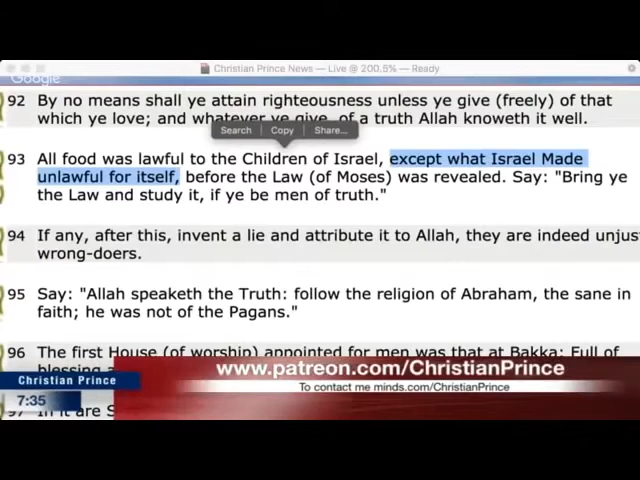 Christian Prince News — Live @ 200.5% — Ready
Google
92 By no means shall ye attain righteousness unless ye give (freely) of that
which ye love; and whatever ye give, of a truth Allah knoweth it well.
Search Copy Share...
93 All food was lawful to the Children of Israel, except what Israel Made
unlawful for itself, before the Law (of Moses) was revealed. Say: "Bring ye
the Law and study it, if ye be men of truth."
94 If any, after this, invent a lie and attribute it to Allah, they are indeed unjus
wrong-doers.
95 Say: "Allah speaketh the Truth: follow the religion of Abraham, the sane in
faith; he was not of the Pagans."
96 The first House (of worship) appointed for men was that at Bakka: Full of
blessing
www.patreon.com/ChristianPrince
Christian Prince
To contact me minds.com/ChristianPrince
7:35
97 In it are S